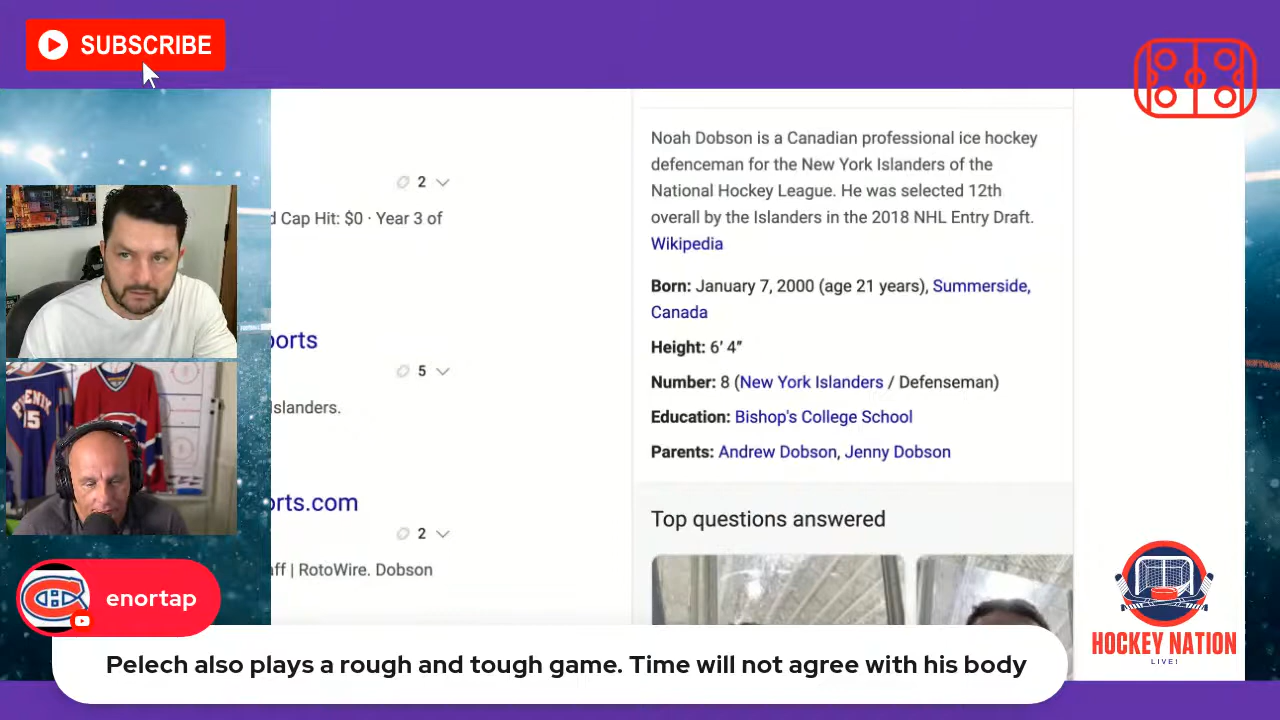 SUBSCRIBE
2
d Cap Hit: $0 · Year 3 of
ports
5
slanders.
orts.com
2
aff | RotoWire. Dobson
Noah Dobson is a Canadian professional ice hockey
defenceman for the New York Islanders of the
National Hockey League. He was selected 12th
overall by the Islanders in the 2018 NHL Entry Draft.
Wikipedia
Born: January 7, 2000 (age 21 years), Summerside,
Canada
Height: 6′ 4″
Number: 8 (New York Islanders / Defenseman)
Education: Bishop's College School
Parents: Andrew Dobson, Jenny Dobson
Top questions answered
PHOENIX
15
enortap
Pelech also plays a rough and tough game. Time will not agree with his body
HOCKEY NATION
LIVE!